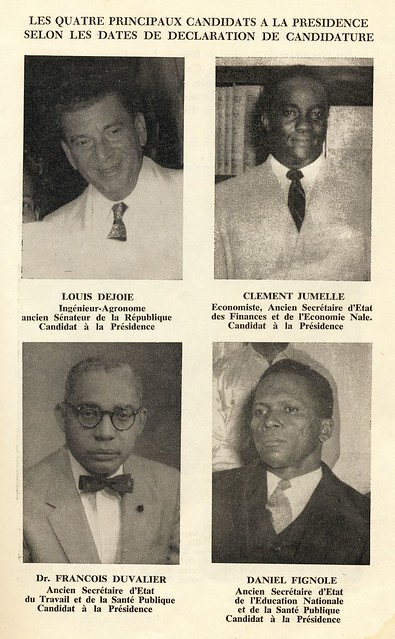 LES QUATRE PRINCIPAUX CANDIDATS A LA PRESIDENCE
SELON LES DATES DE DECLARATION DE CANDIDATURE
LOUIS DEJOIE
Ingénieur-Agronome
ancien Sénateur de la République
Candidat à la Présidence
CLEMENT JUMELLE
Economiste, Ancien Secrétaire d'Etat
des Finances et de l'Economie Nale.
Candidat à la Présidence
Dr. FRANCOIS DUVALIER
Ancien Secrétaire d'Etat
du Travail et de la Santé Publique
Candidat à la Présidence
DANIEL FIGNOLE
Ancien Secrétaire d'Etat
de l'Education Nationale
et de la Santé Publique
Candidat à la Présidence